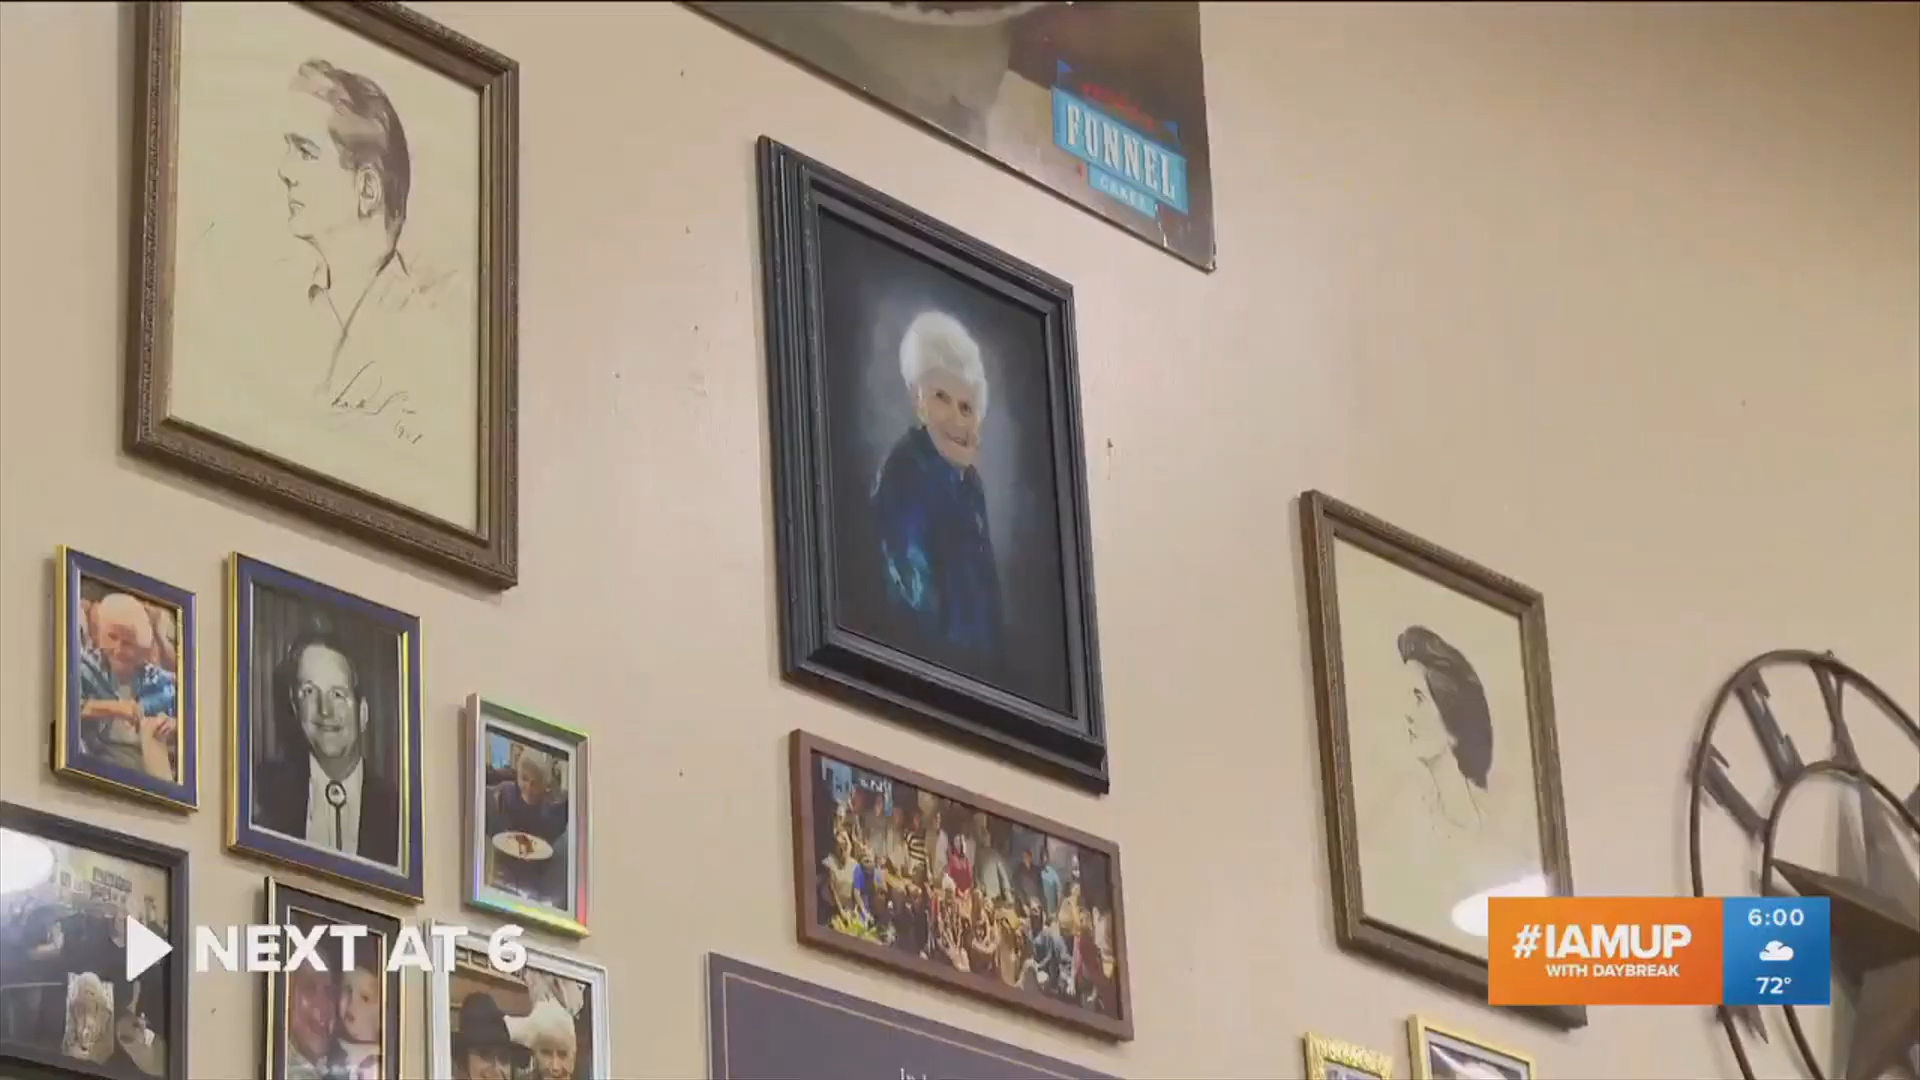 FUNNEL
CAKES
NEXT AT 6
#IAMUP
WITH DAYBREAK
6:00
72°